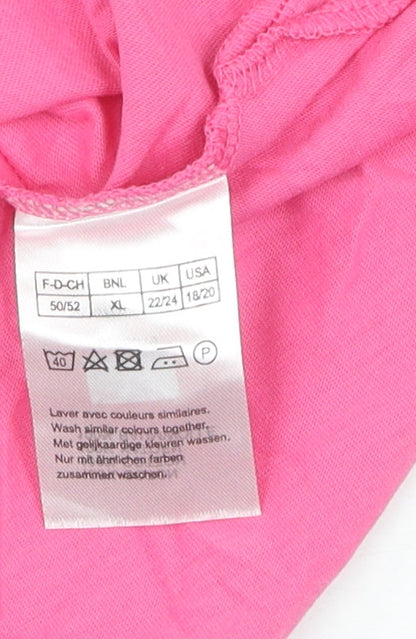 F-D-CH BNL UK USA
50/52 XL 22/24 18/20
40 P
Laver avec couleurs similaires.
Wash similar colours together.
Met gelijkaardige kleuren wassen.
Nur mit ähnlichen farben
zusammen waschen.